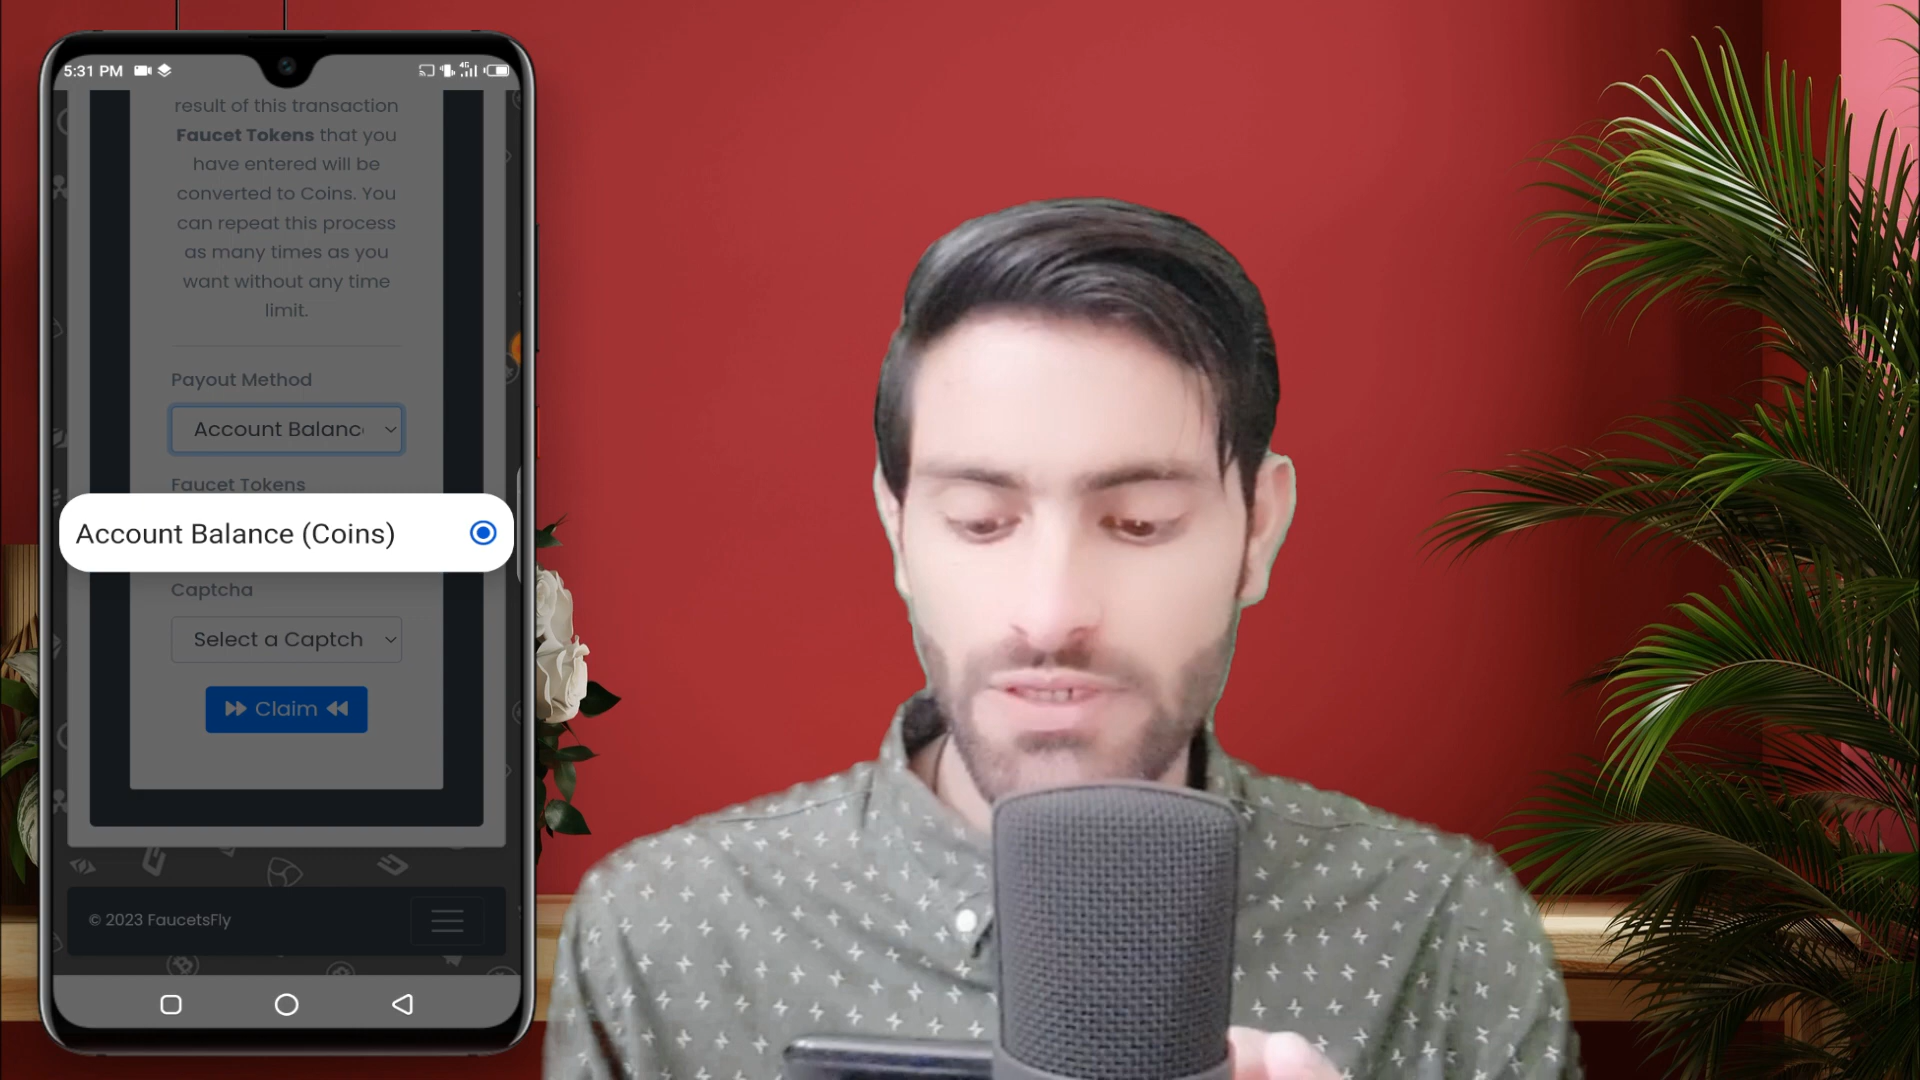 5:31 PM
4G
result of this transaction
Faucet Tokens that you
have entered will be
converted to Coins. You
can repeat this process
as many times as you
want without any time
limit.
Payout Method
Account Balanc
Faucet Tokens
Account Balance (Coins)
Captcha
Select a Captch
Claim
© 2023 FaucetsFly